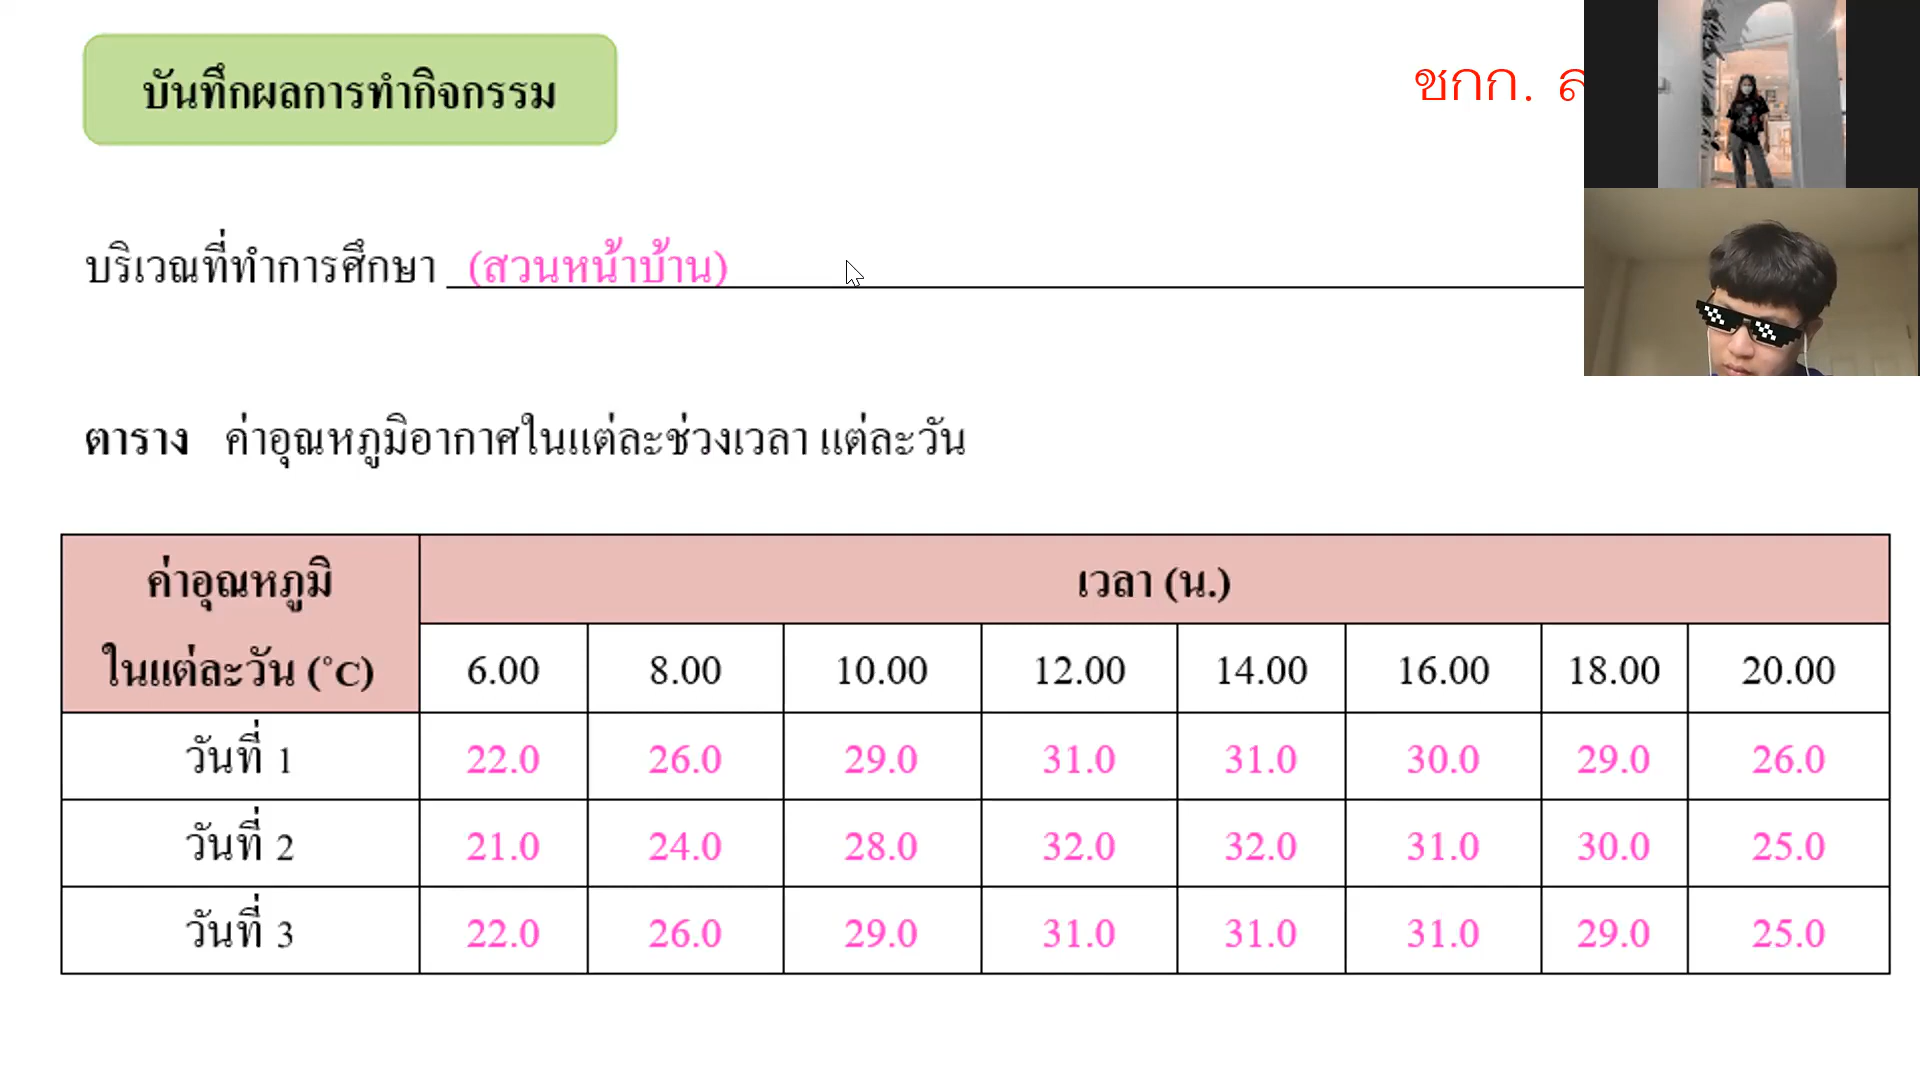 บันทึกผลการทำกิจกรรม
ชกก.
บริเวณที่ทำการศึกษา (สวนหน้าบ้าน)
ตาราง ค่าอุณหภูมิอากาศในแต่ละช่วงเวลา แต่ละวัน
ค่าอุณหภูมิ
ในแต่ละวัน (°C)
เวลา (น.)
6.00 8.00 10.00 12.00 14.00 16.00 18.00 20.00
วันที่ 1 22.0 26.0 29.0 31.0 31.0 30.0 29.0 26.0
วันที่ 2 21.0 24.0 28.0 32.0 32.0 31.0 30.0 25.0
วันที่ 3 22.0 26.0 29.0 31.0 31.0 31.0 29.0 25.0